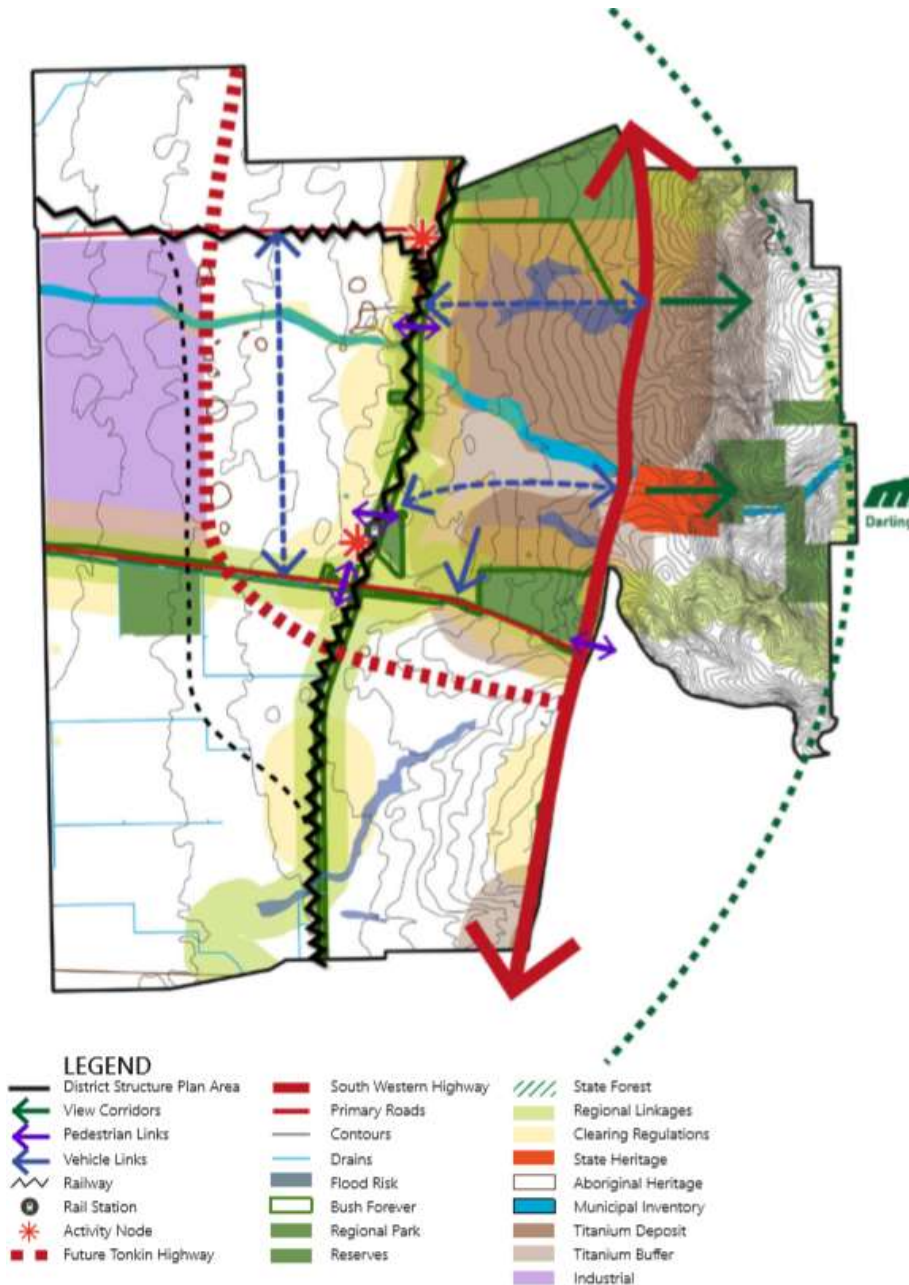 Darling
LEGEND
District Structure Plan Area
View Corridors
Pedestrian Links
Vehicle Links
Railway
Rail Station
Activity Node
Future Tonkin Highway
South Western Highway
Primary Roads
Contours
Drains
Flood Risk
Bush Forever
Regional Park
Reserves
State Forest
Regional Linkages
Clearing Regulations
State Heritage
Aboriginal Heritage
Municipal Inventory
Titanium Deposit
Titanium Buffer
Industrial